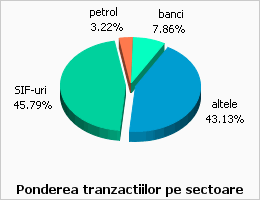 petrol
3.22%
banci
7.86%
SIF-uri
45.79%
altele
43.13%
Ponderea tranzactiilor pe sectoare